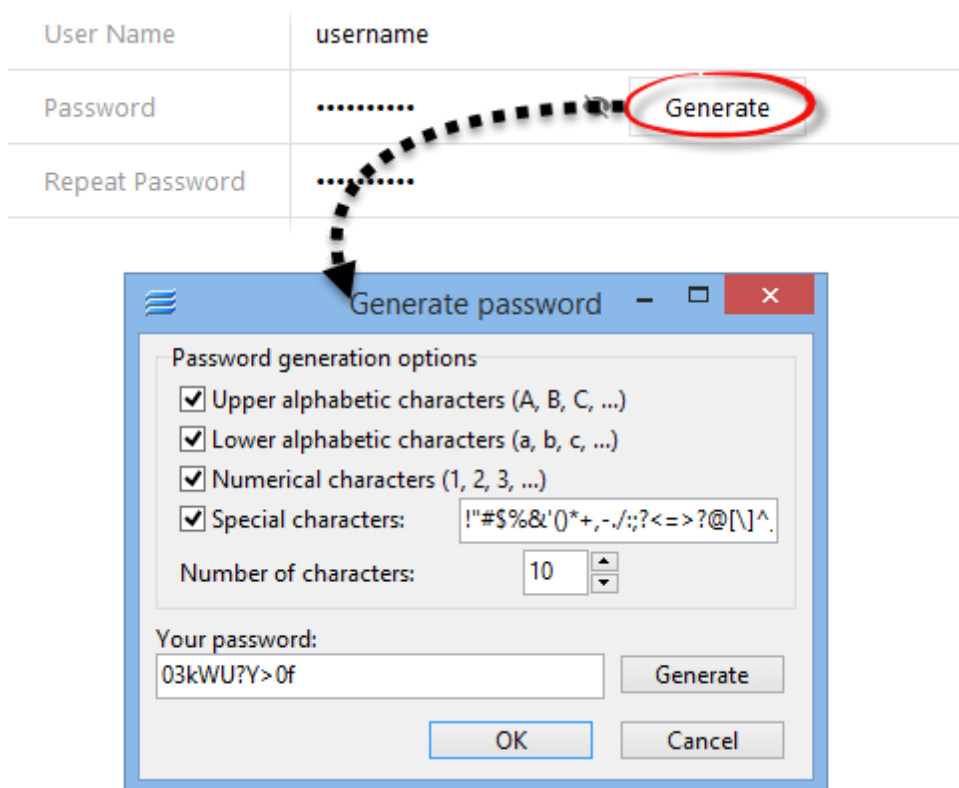 User Name username
Password •••••••••• Generate
Repeat Password ••••••••••
Generate password
Password generation options
Upper alphabetic characters (A, B, C, ...)
Lower alphabetic characters (a, b, c, ...)
Numerical characters (1, 2, 3, ...)
Special characters: !"#$%&'()*+,-./:;?<=>?@[\]^_
Number of characters: 10
Your password:
03kWU?Y>0f Generate
OK Cancel